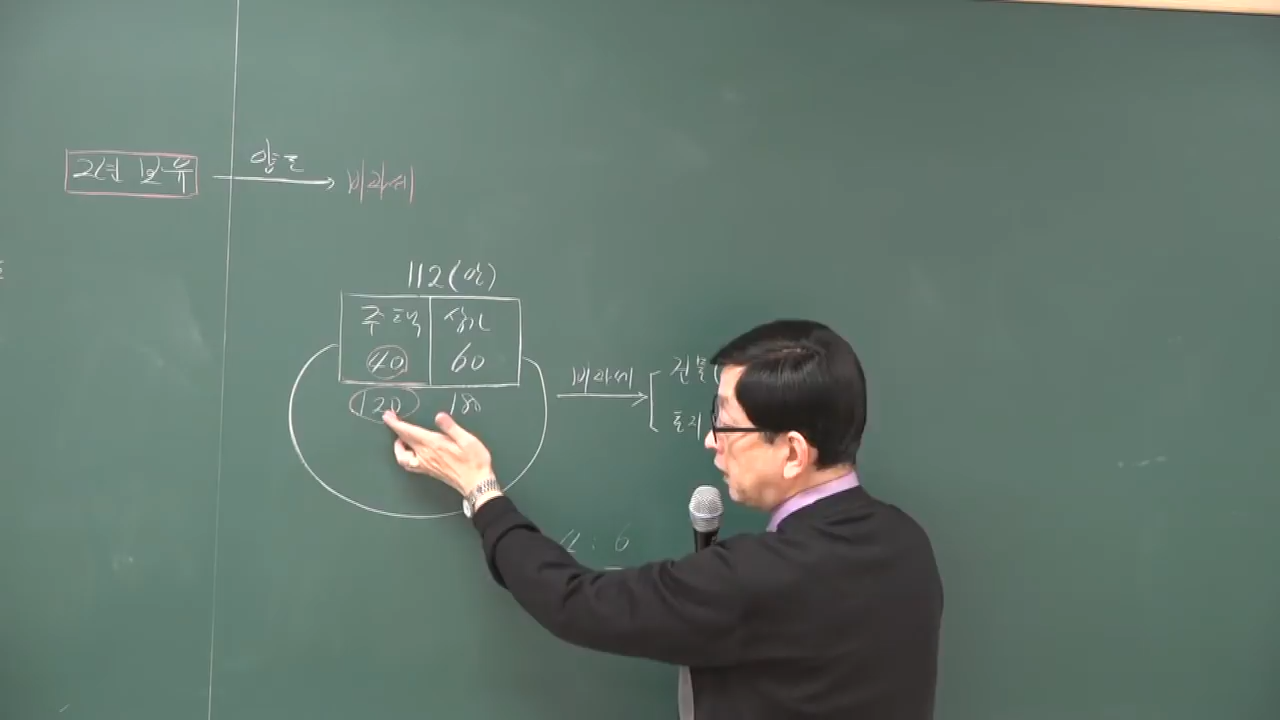 2년 보유
양도
비과세
112(안)
주택 상가
40 60
120 180
비과세
건물(
토지
4 : 6